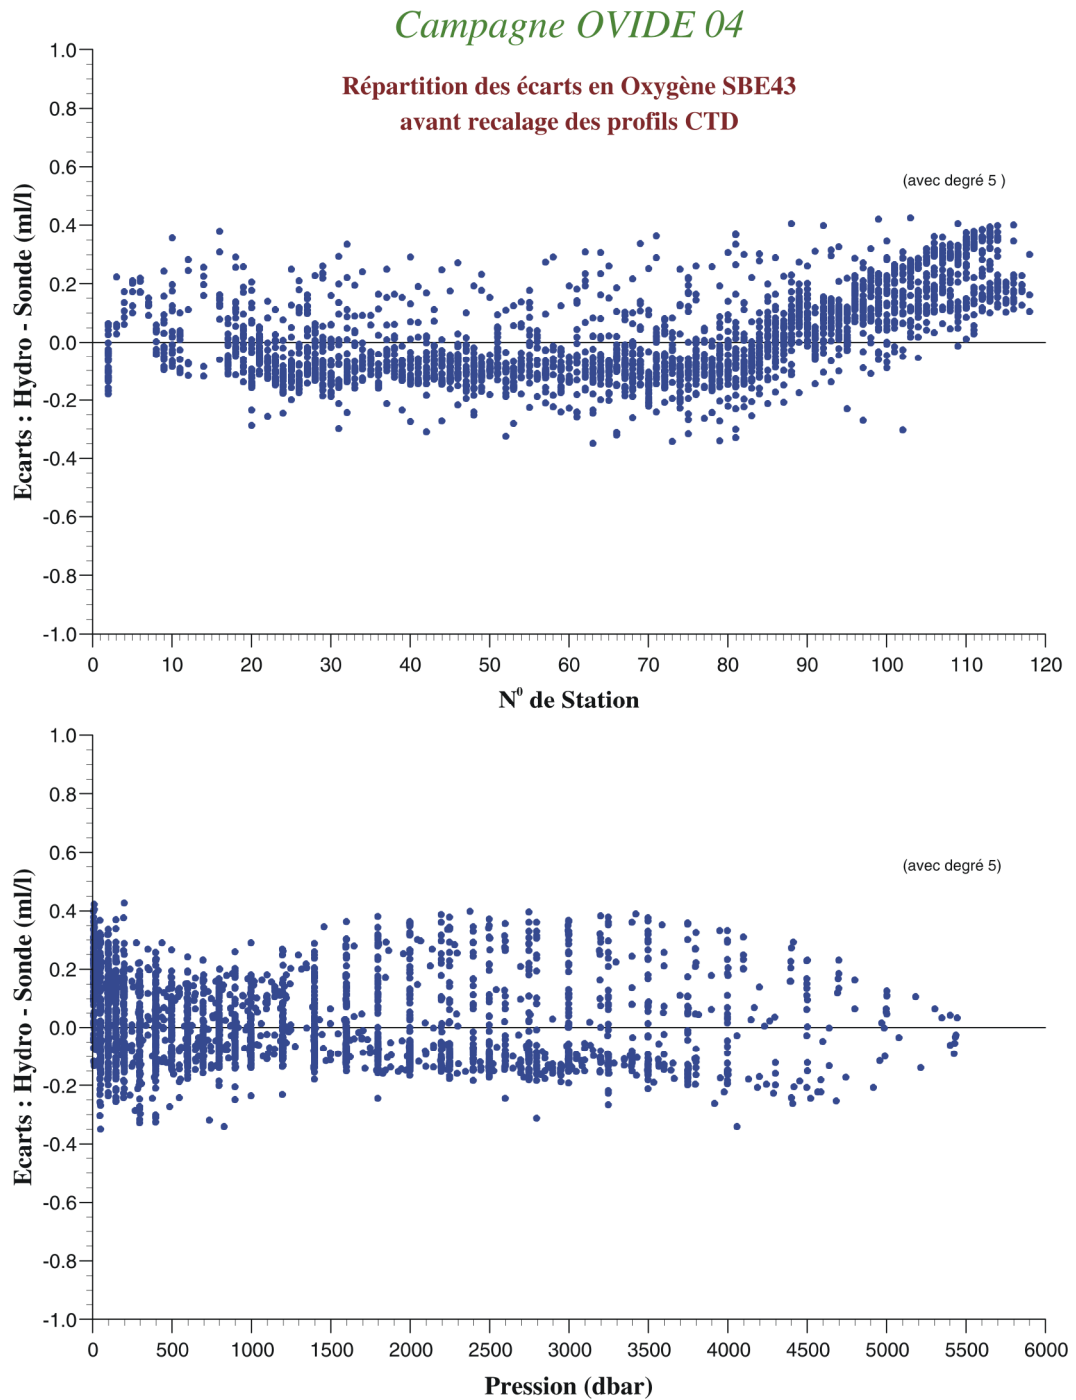 Campagne OVIDE 04
Répartition des écarts en Oxygène SBE43
avant recalage des profils CTD
(avec degré 5 )
Ecarts : Hydro - Sonde (ml/l)
1.0
0.8
0.6
0.4
0.2
0.0
-0.2
-0.4
-0.6
-0.8
-1.0
0 10 20 30 40 50 60 70 80 90 100 110 120
N⁰ de Station
(avec degré 5)
Ecarts : Hydro - Sonde (ml/l)
1.0
0.8
0.6
0.4
0.2
0.0
-0.2
-0.4
-0.6
-0.8
-1.0
0 500 1000 1500 2000 2500 3000 3500 4000 4500 5000 5500 6000
Pression (dbar)